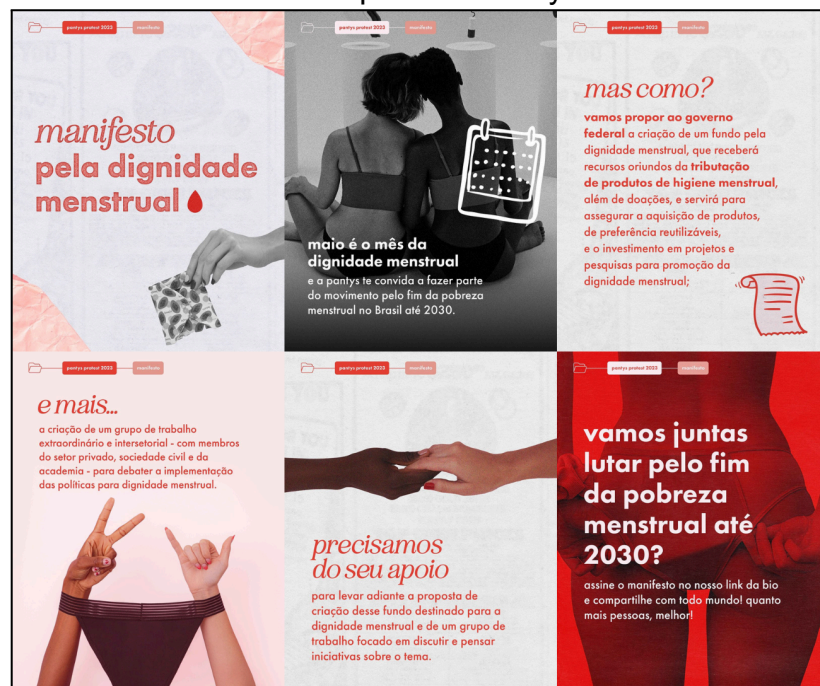 pantys protest 2023 manifesto
manifesto
pela dignidade
menstrual
pantys protest 2023 manifesto
maio é o mês da
dignidade menstrual
e a pantys te convida a fazer parte
do movimento pelo fim da pobreza
menstrual no Brasil até 2030.
pantys protest 2023 manifesto
mas como?
vamos propor ao governo
federal a criação de um fundo pela
dignidade menstrual, que receberá
recursos oriundos da tributação
de produtos de higiene menstrual,
além de doações, e servirá para
assegurar a aquisição de produtos,
de preferência reutilizáveis,
e o investimento em projetos e
pesquisas para promoção da
dignidade menstrual;
pantys protest 2023 manifesto
e mais...
a criação de um grupo de trabalho
extraordinário e intersetorial - com membros
do setor privado, sociedade civil e da
academia - para debater a implementação
das políticas para dignidade menstrual.
pantys protest 2023 manifesto
precisamos
do seu apoio
para levar adiante a proposta de
criação desse fundo destinado para a
dignidade menstrual e de um grupo de
trabalho focado em discutir e pensar
iniciativas sobre o tema.
pantys protest 2023 manifesto
vamos juntas
lutar pelo fim
da pobreza
menstrual até
2030?
assine o manifesto no nosso link da bio
e compartilhe com todo mundo! quanto
mais pessoas, melhor!